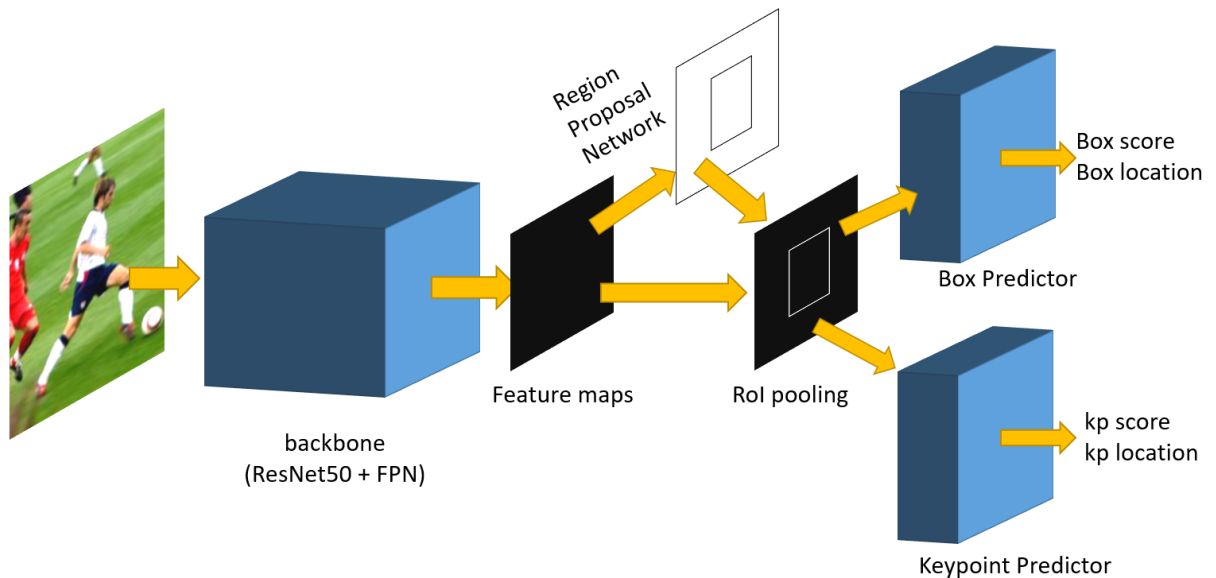 Region
Proposal
Network
Box score
Box location
Box Predictor
Feature maps
RoI pooling
backbone
(ResNet50 + FPN)
kp score
kp location
Keypoint Predictor